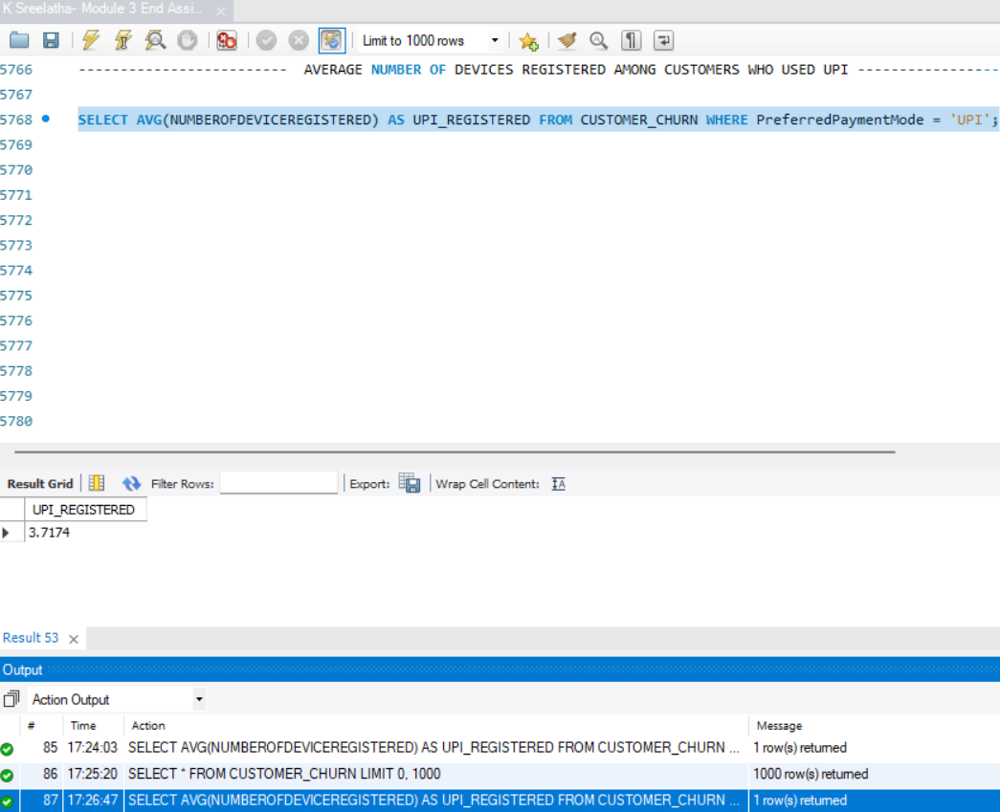 K Sreelatha- Module 3 End Assi...
Limit to 1000 rows
5766 ------------------------- AVERAGE NUMBER OF DEVICES REGISTERED AMONG CUSTOMERS WHO USED UPI -----------------
5767
5768 SELECT AVG(NUMBEROFDEVICEREGISTERED) AS UPI_REGISTERED FROM CUSTOMER_CHURN WHERE PreferredPaymentMode = 'UPI';
5769
5770
5771
5772
5773
5774
5775
5776
5777
5778
5779
5780
Result Grid Filter Rows: Export: Wrap Cell Content:
UPI_REGISTERED
3.7174
Result 53
Output
Action Output
# Time Action Message
85 17:24:03 SELECT AVG(NUMBEROFDEVICEREGISTERED) AS UPI_REGISTERED FROM CUSTOMER_CHURN ... 1 row(s) returned
86 17:25:20 SELECT * FROM CUSTOMER_CHURN LIMIT 0, 1000 1000 row(s) returned
87 17:26:47 SELECT AVG(NUMBEROFDEVICEREGISTERED) AS UPI_REGISTERED FROM CUSTOMER_CHURN ... 1 row(s) returned